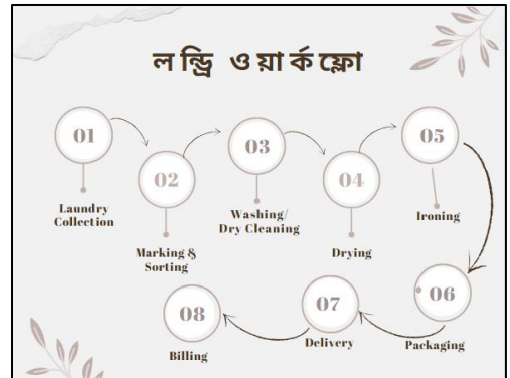 লন্ড্রি ওয়ার্কফ্লো
01
Laundry
Collection
02
Marking &
Sorting
03
Washing/
Dry Cleaning
04
Drying
05
Ironing
06
Packaging
07
Delivery
08
Billing